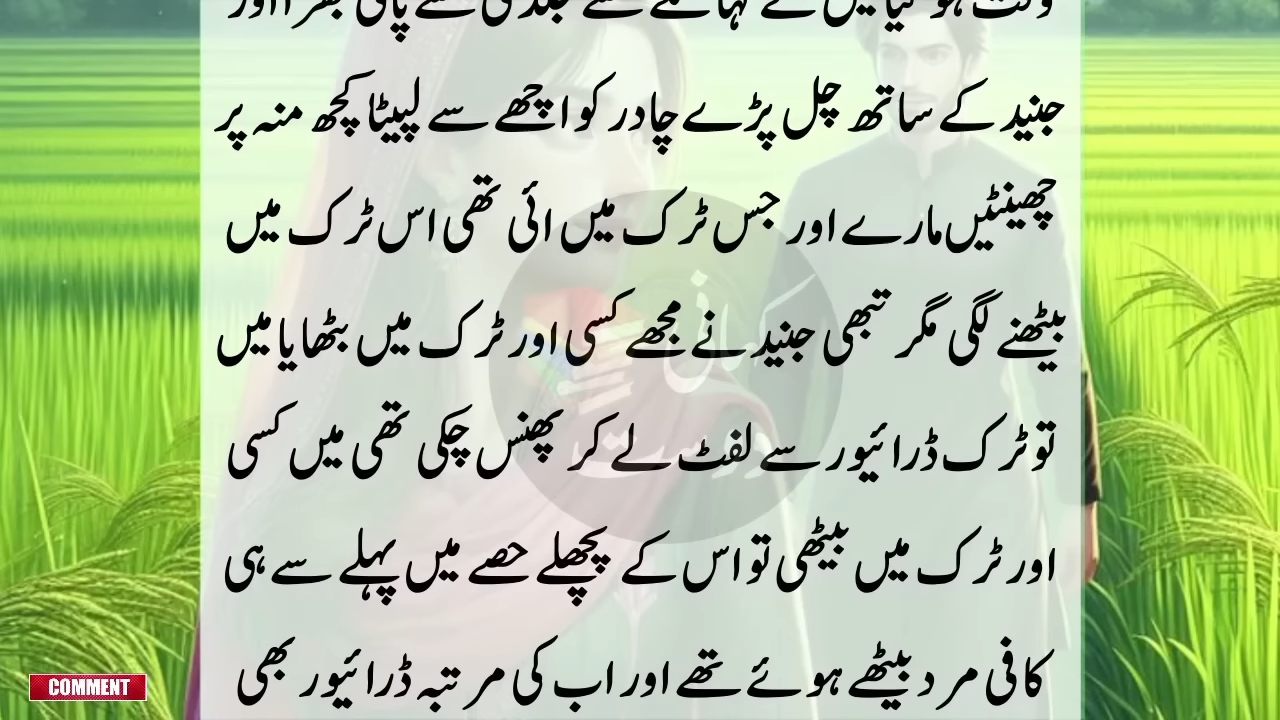 جنید کے ساتھ چل پڑے چادر کو اچھے سے لپیٹا کچھ منہ پر
چھینٹیں مارے اور جس ٹرک میں ائی تھی اس ٹرک میں
بیٹھنے لگی مگر تبھی جنید نے مجھے کسی اور ٹرک میں بٹھایا میں
تو ٹرک ڈرائیور سے لفٹ لے کر پھنس چکی تھی میں کسی
اور ٹرک میں بیٹھی تو اس کے پچھلے حصے میں پہلے سے ہی
کافی مرد بیٹھے ہوئے تھے اور اب کی مرتبہ ڈرائیور بھی
COMMENT